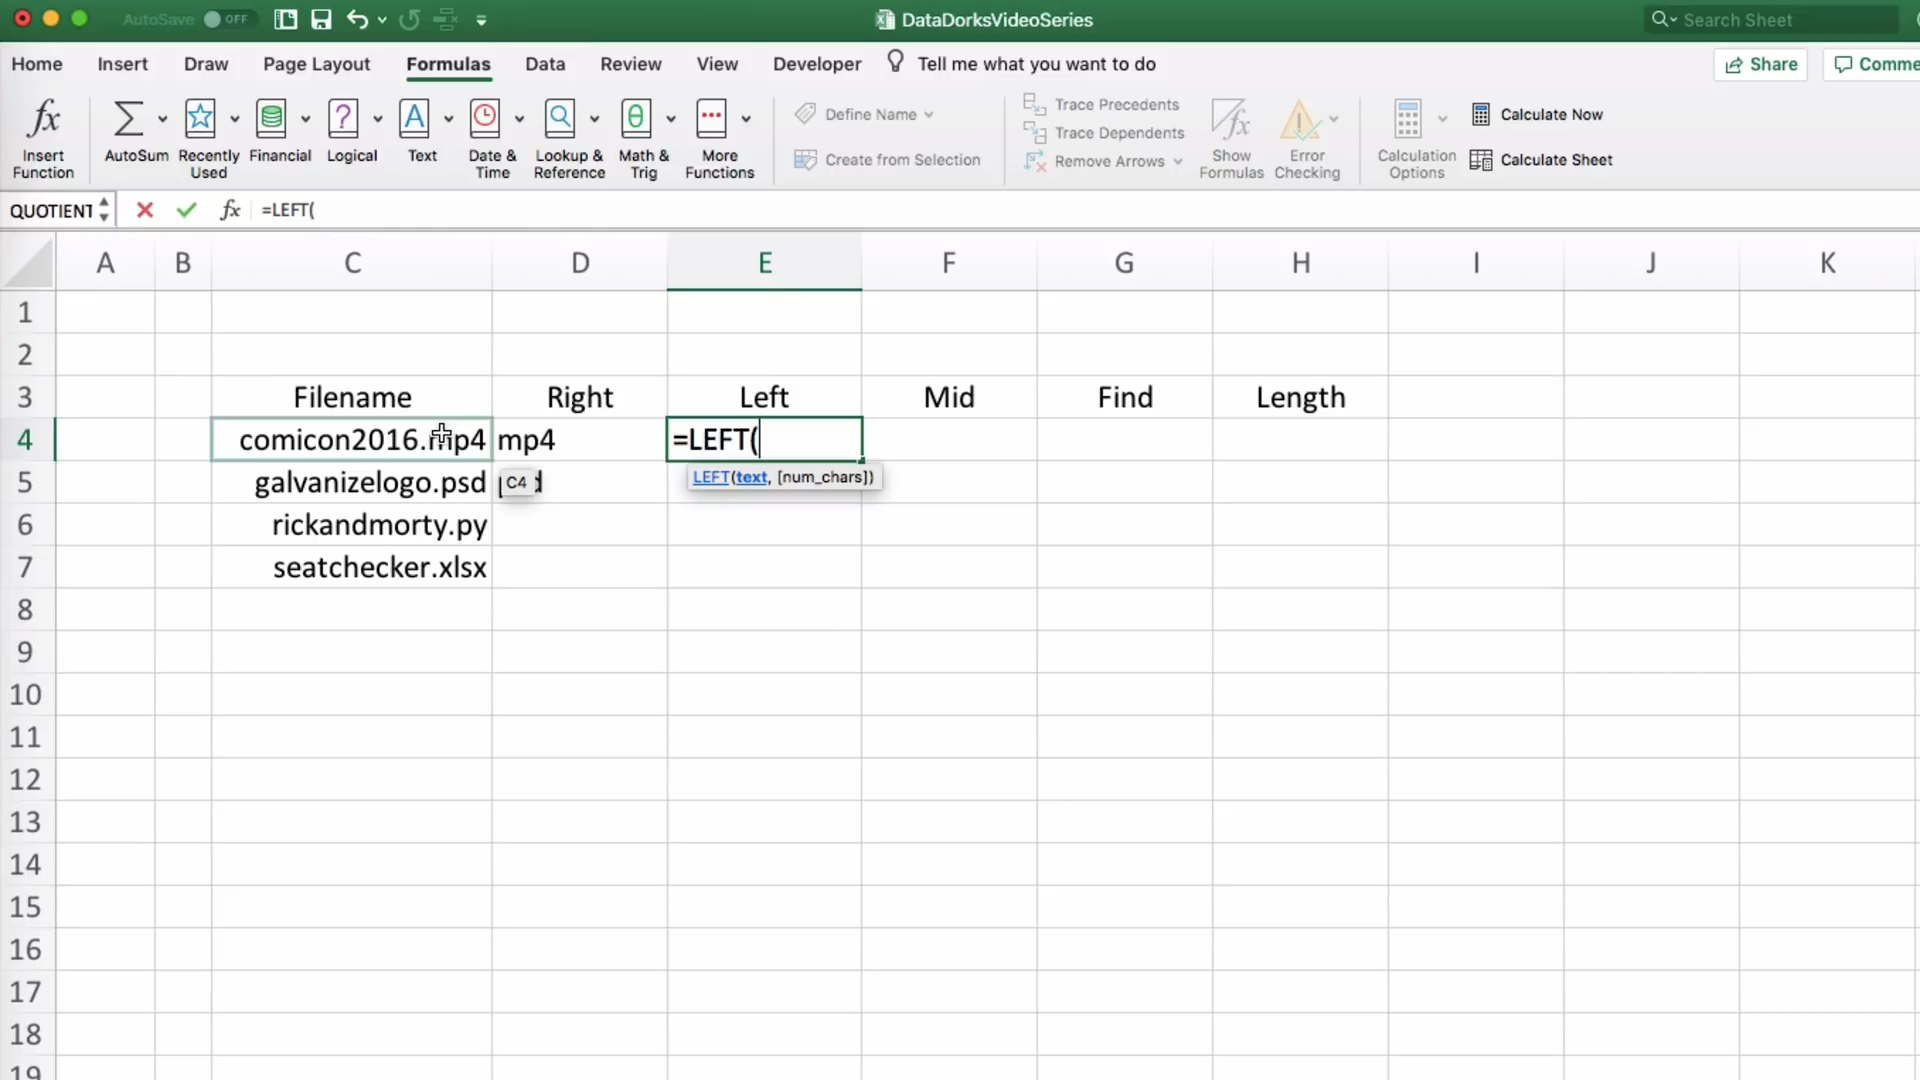 AutoSave OFF DataDorksVideoSeries Search Sheet
Home Insert Draw Page Layout Formulas Data Review View Developer Tell me what you want to do Share Comme
fx Insert Function
AutoSum
Recently Used
Financial
Logical
Text
Date & Time
Lookup & Reference
Math & Trig
More Functions
Define Name
Create from Selection
Trace Precedents
Trace Dependents
Remove Arrows
Show Formulas
Error Checking
Calculation Options
Calculate Now
Calculate Sheet
QUOTIENT fx =LEFT(
A B C D E F G H I J K
1
2
3 Filename Right Left Mid Find Length
4 comicon2016.mp4 mp4 =LEFT(
LEFT(text, [num_chars])
5 galvanizelogo.psd C4
6 rickandmorty.py
7 seatchecker.xlsx
8
9
10
11
12
13
14
15
16
17
18
19